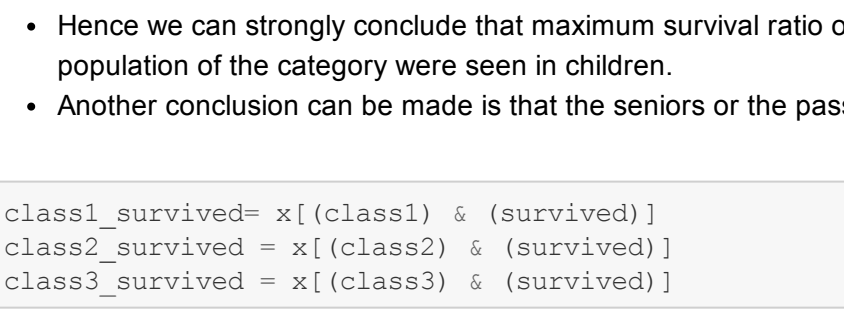 Hence we can strongly conclude that maximum survival ratio
population of the category were seen in children.
Another conclusion can be made is that the seniors or the
class1_survived= x[(class1) & (survived)]
class2_survived = x[(class2) & (survived)]
class3_survived = x[(class3) & (survived)]